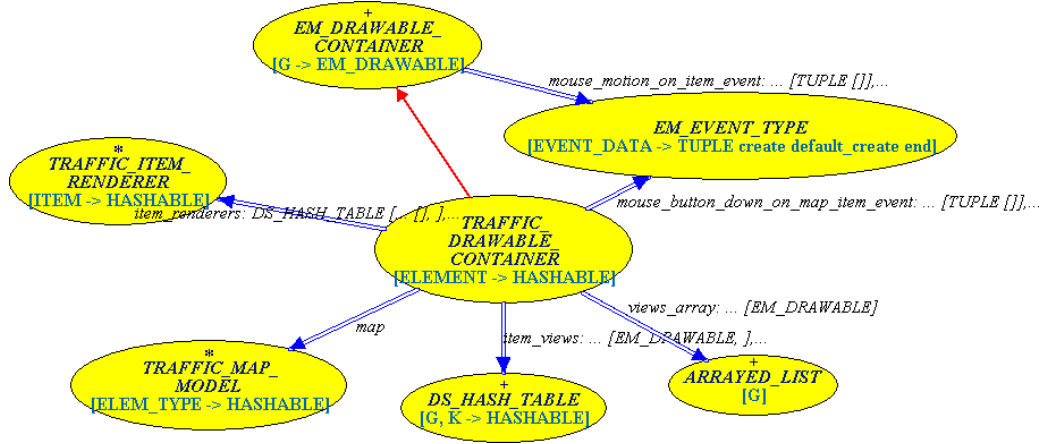 +
EM_DRAWABLE_
CONTAINER
[G -> EM_DRAWABLE]
mouse_motion_on_item_event: ... [TUPLE []],...
EM_EVENT_TYPE
[EVENT_DATA -> TUPLE create default_create end]
*
TRAFFIC_ITEM_
RENDERER
[ITEM -> HASHABLE]
item_renderers: DS_HASH_TABLE [... [], ],...
mouse_button_down_on_map_item_event: ... [TUPLE []],...
TRAFFIC_
DRAWABLE_
CONTAINER
[ELEMENT -> HASHABLE]
views_array: ... [EM_DRAWABLE]
map
item_views: ... [EM_DRAWABLE, ],...
*
TRAFFIC_MAP_
MODEL
[ELEM_TYPE -> HASHABLE]
+
DS_HASH_TABLE
[G, K -> HASHABLE]
+
ARRAYED_LIST
[G]